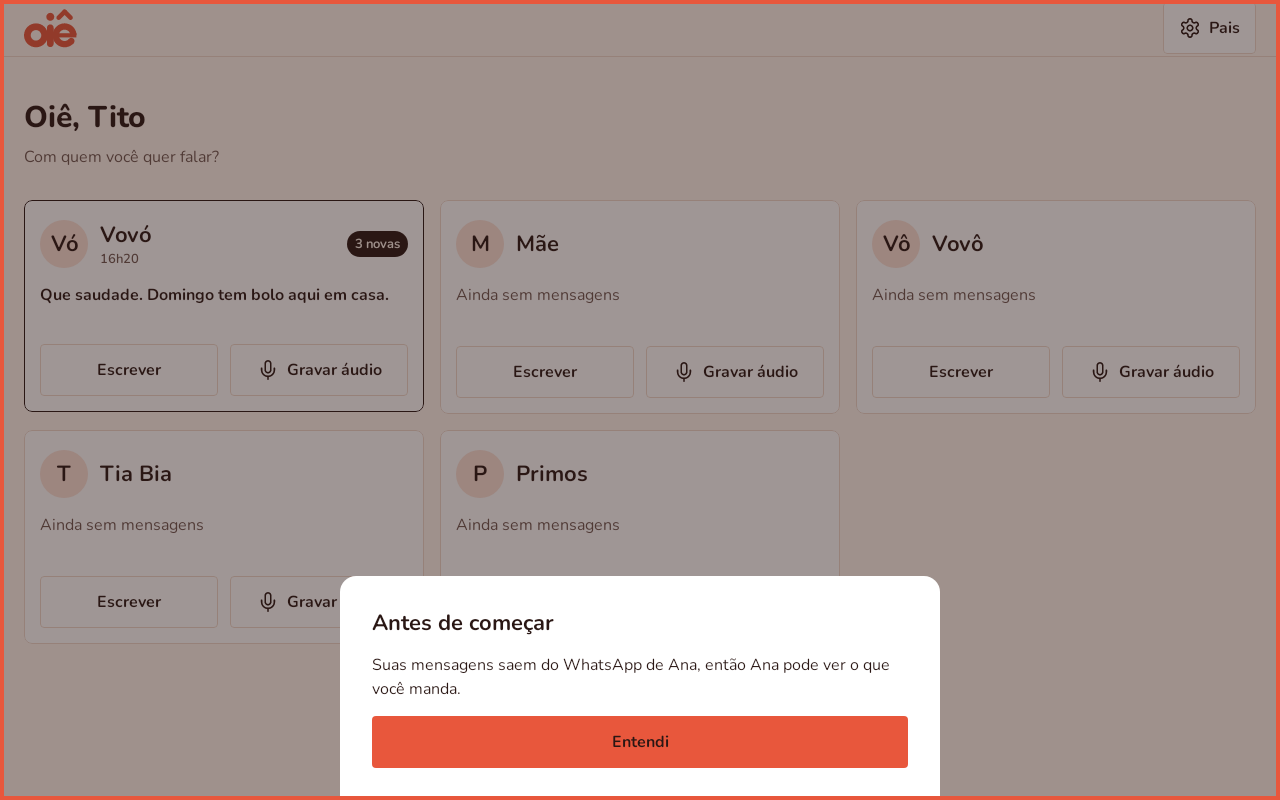 oiê
Pais
Oiê, Tito
Com quem você quer falar?
Vó
Vovó
16h20
3 novas
Que saudade. Domingo tem bolo aqui em casa.
Escrever
Gravar áudio
M
Mãe
Ainda sem mensagens
Escrever
Gravar áudio
Vô
Vovô
Ainda sem mensagens
Escrever
Gravar áudio
T
Tia Bia
Ainda sem mensagens
Escrever
Gravar
P
Primos
Ainda sem mensagens
Antes de começar
Suas mensagens saem do WhatsApp de Ana, então Ana pode ver o que
você manda.
Entendi